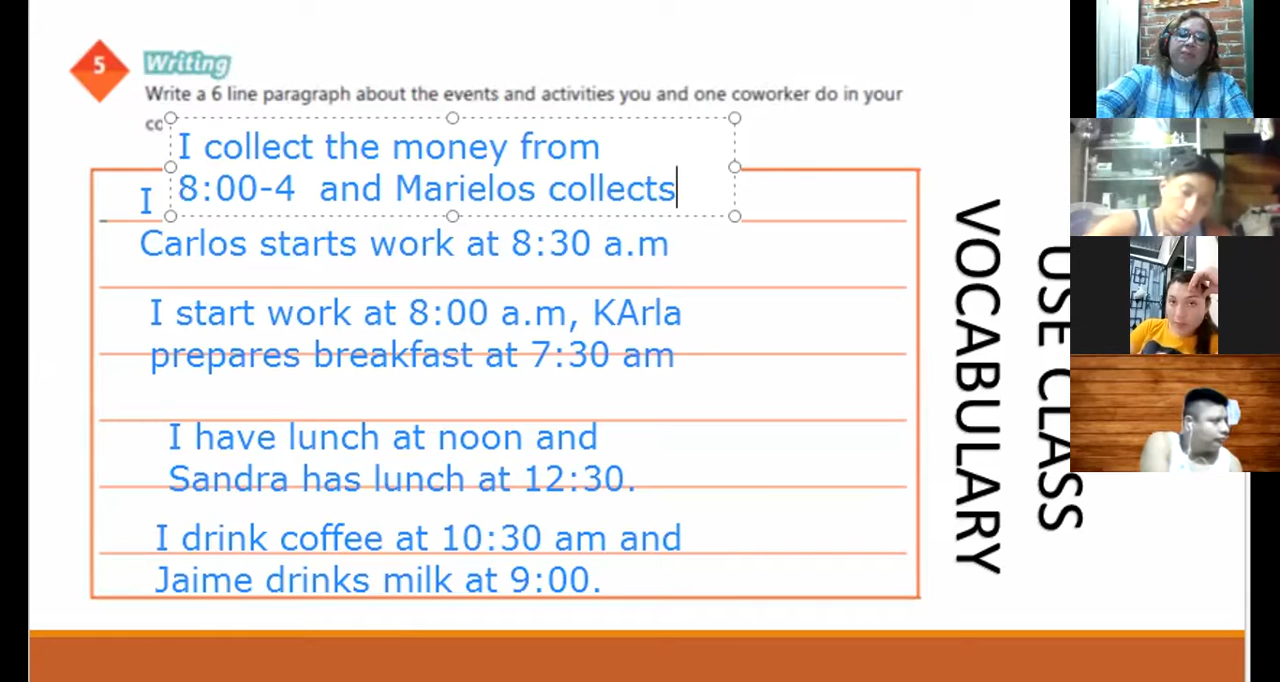 5
Writing
Write a 6 line paragraph about the events and activities you and one coworker do in your
I collect the money from
8:00-4 and Marielos collects
I
Carlos starts work at 8:30 a.m
I start work at 8:00 a.m, KArla
prepares breakfast at 7:30 am
I have lunch at noon and
Sandra has lunch at 12:30.
I drink coffee at 10:30 am and
Jaime drinks milk at 9:00.
USE CLASS
VOCABULARY